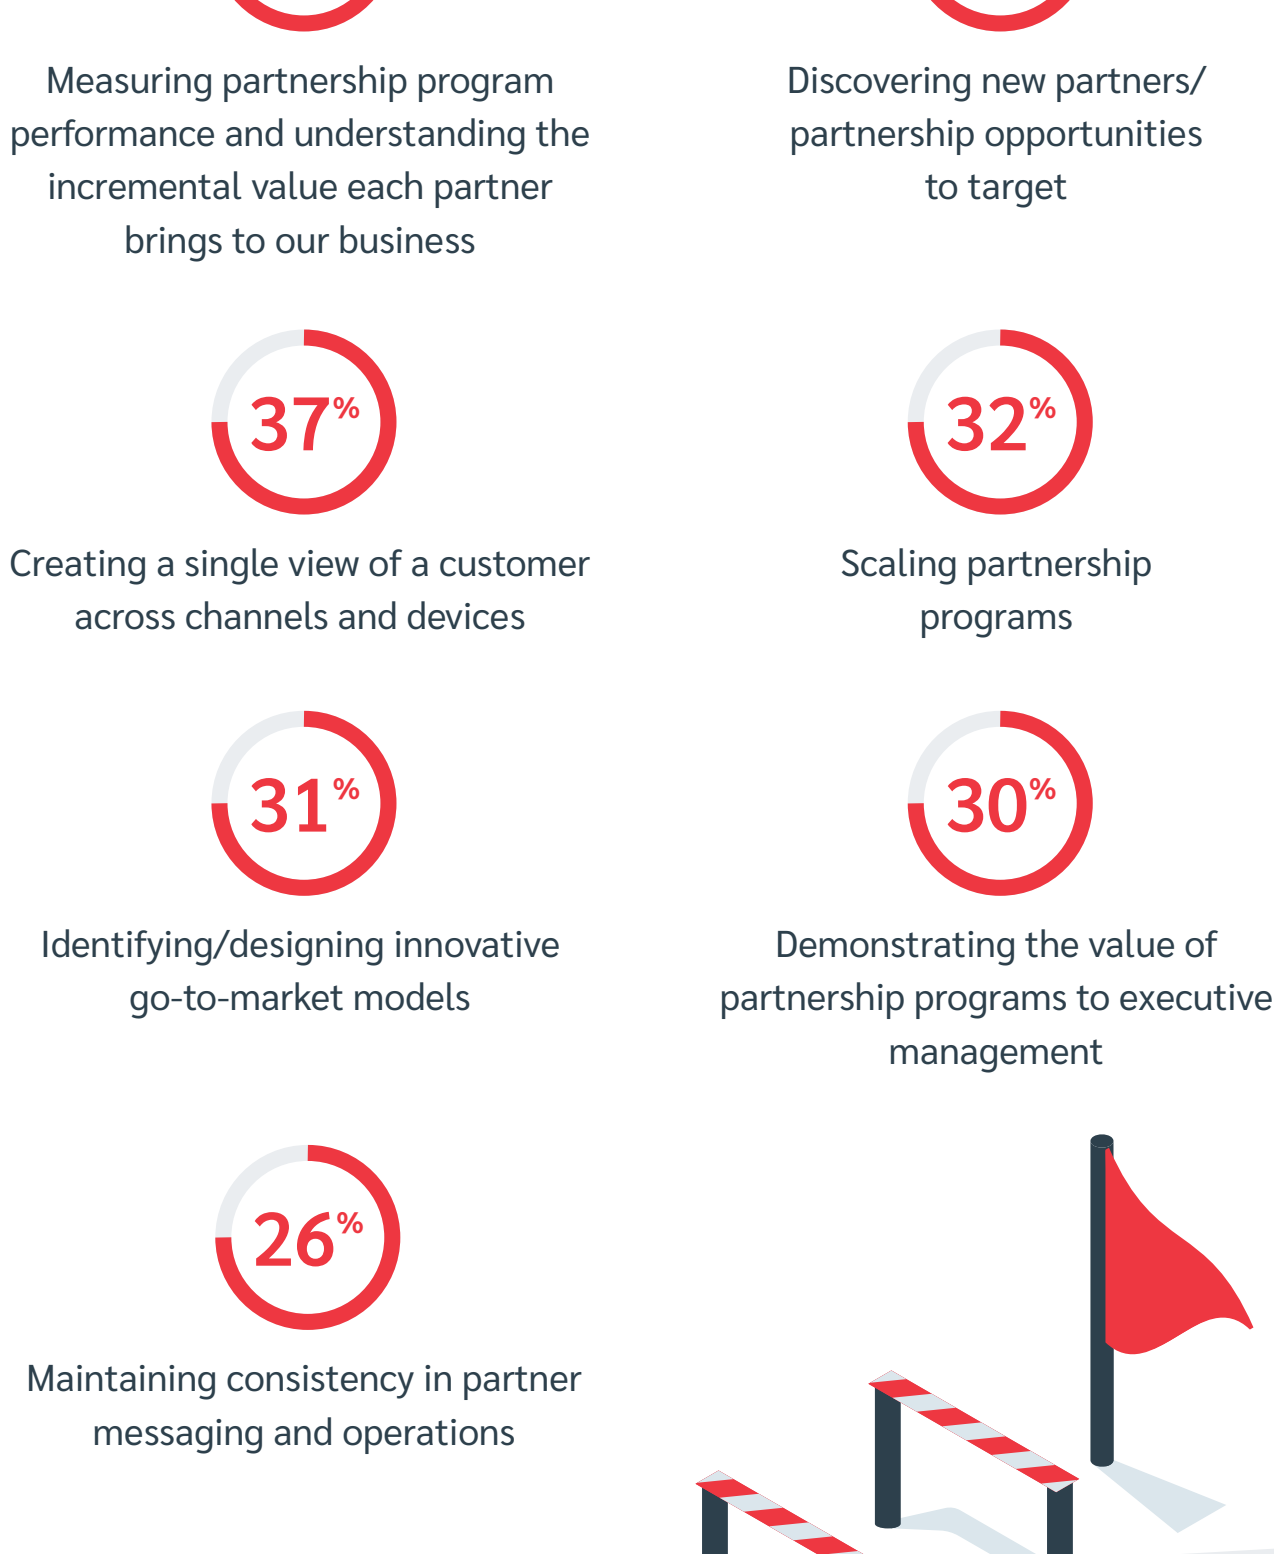 Measuring partnership program
performance and understanding the
incremental value each partner
brings to our business
Discovering new partners/
partnership opportunities
to target
37%
Creating a single view of a customer
across channels and devices
32%
Scaling partnership
programs
31%
Identifying/designing innovative
go-to-market models
30%
Demonstrating the value of
partnership programs to executive
management
26%
Maintaining consistency in partner
messaging and operations